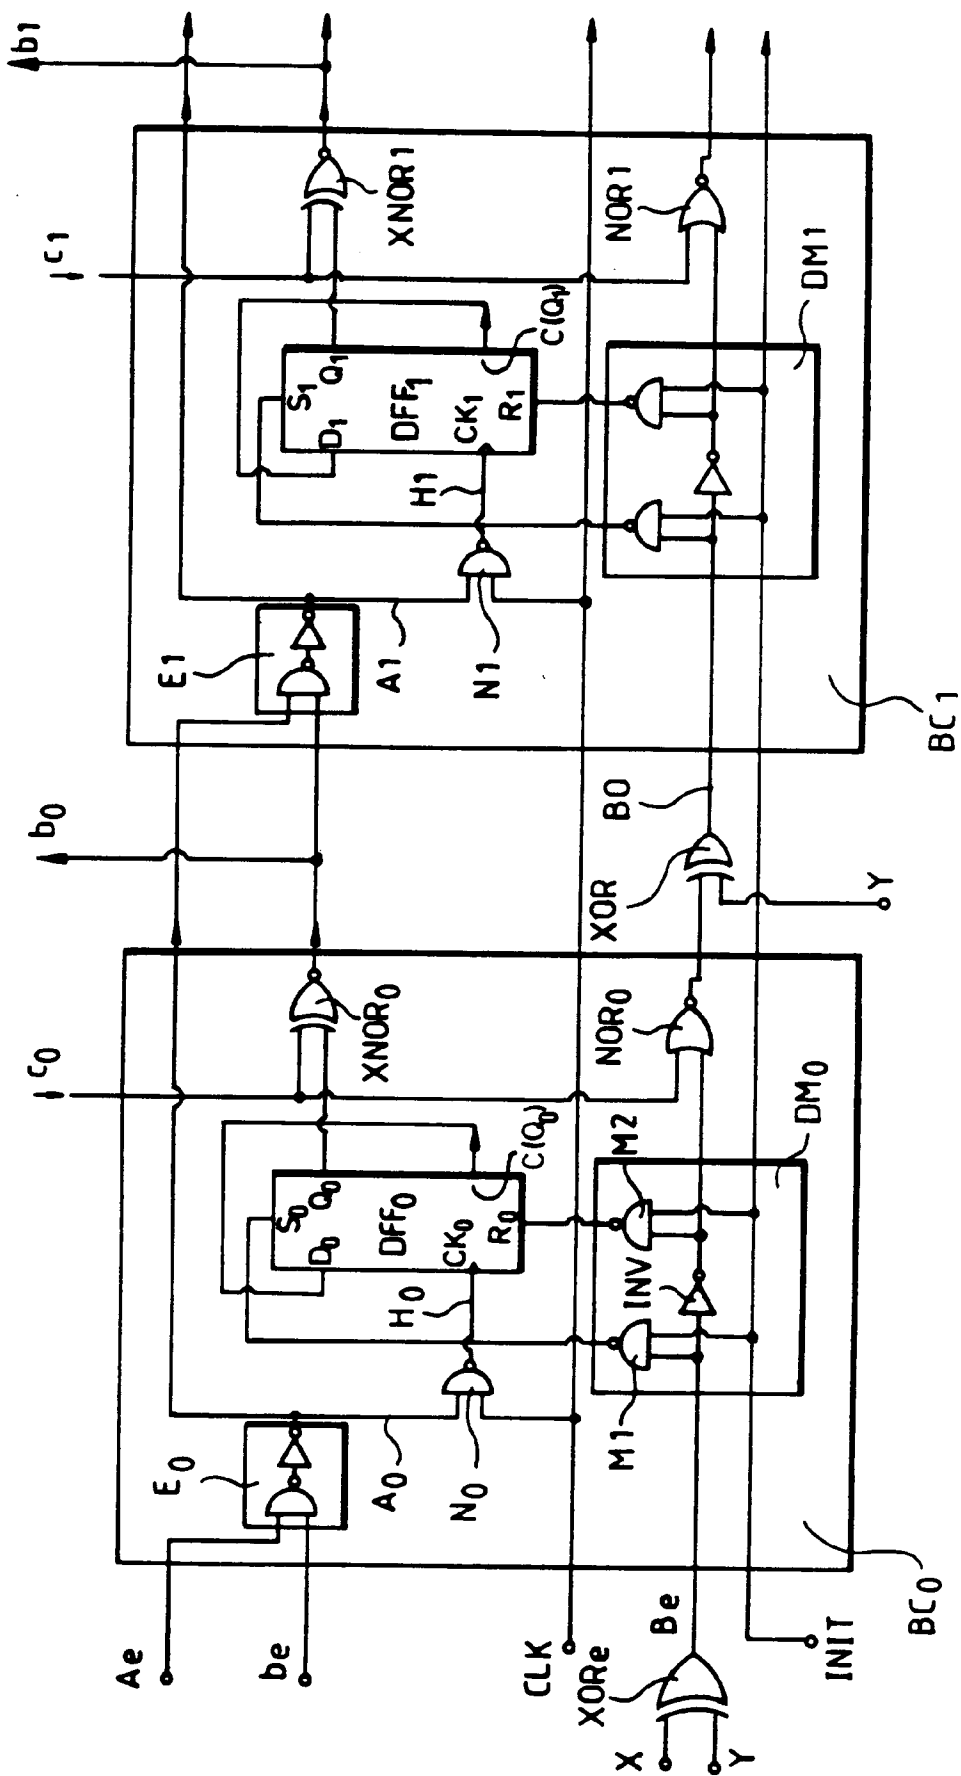 Ae
be
CLK
XORe
X
Y
Be
INIT
BC0
E0
A0
N0
H0
S0
D0
Q0
DFF0
CK0
R0
C(Q0)
M1
INV
M2
DM0
c0
XNOR0
NOR0
b0
XOR
Y
B0
BC1
E1
A1
N1
H1
S1
D1
Q1
DFF1
CK1
R1
C(Q1)
DM1
c1
XNOR1
NOR1
b1